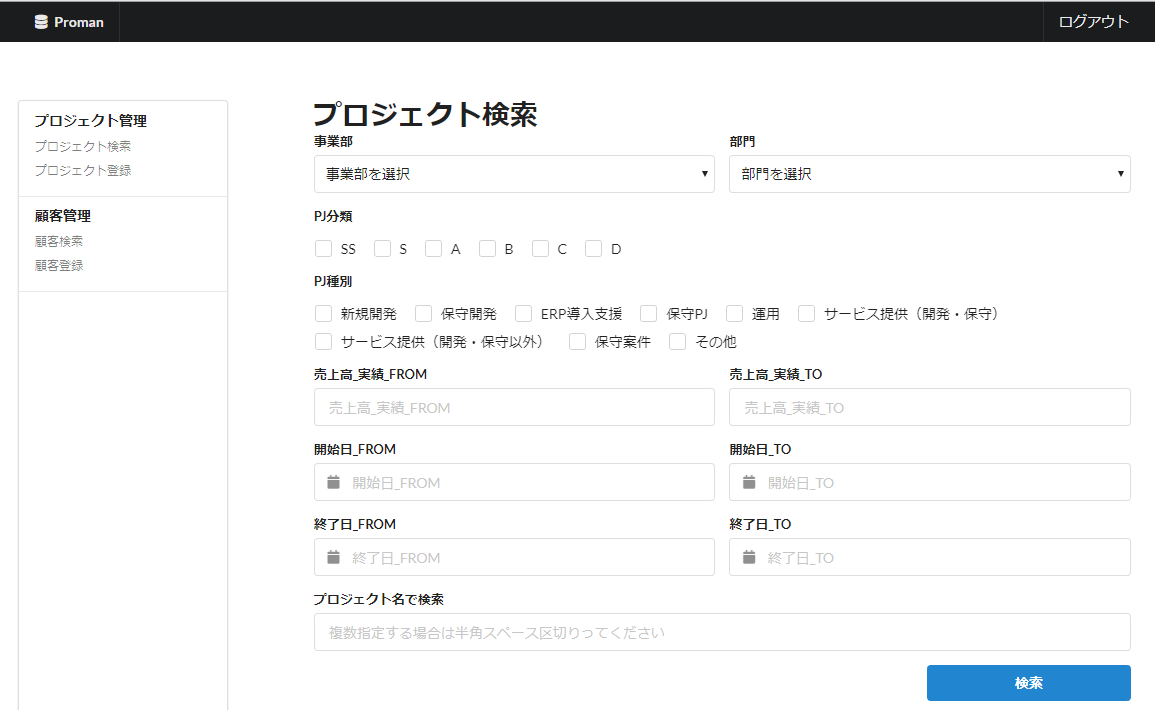 Proman
ログアウト
プロジェクト管理
プロジェクト検索
プロジェクト登録
顧客管理
顧客検索
顧客登録
プロジェクト検索
事業部 部門
事業部を選択 部門を選択
PJ分類
SS S A B C D
PJ種別
新規開発 保守開発 ERP導入支援 保守PJ 運用 サービス提供（開発・保守）
サービス提供（開発・保守以外） 保守案件 その他
売上高_実績_FROM 売上高_実績_TO
売上高_実績_FROM 売上高_実績_TO
開始日_FROM 開始日_TO
開始日_FROM 開始日_TO
終了日_FROM 終了日_TO
終了日_FROM 終了日_TO
プロジェクト名で検索
複数指定する場合は半角スペース区切りってください
検索